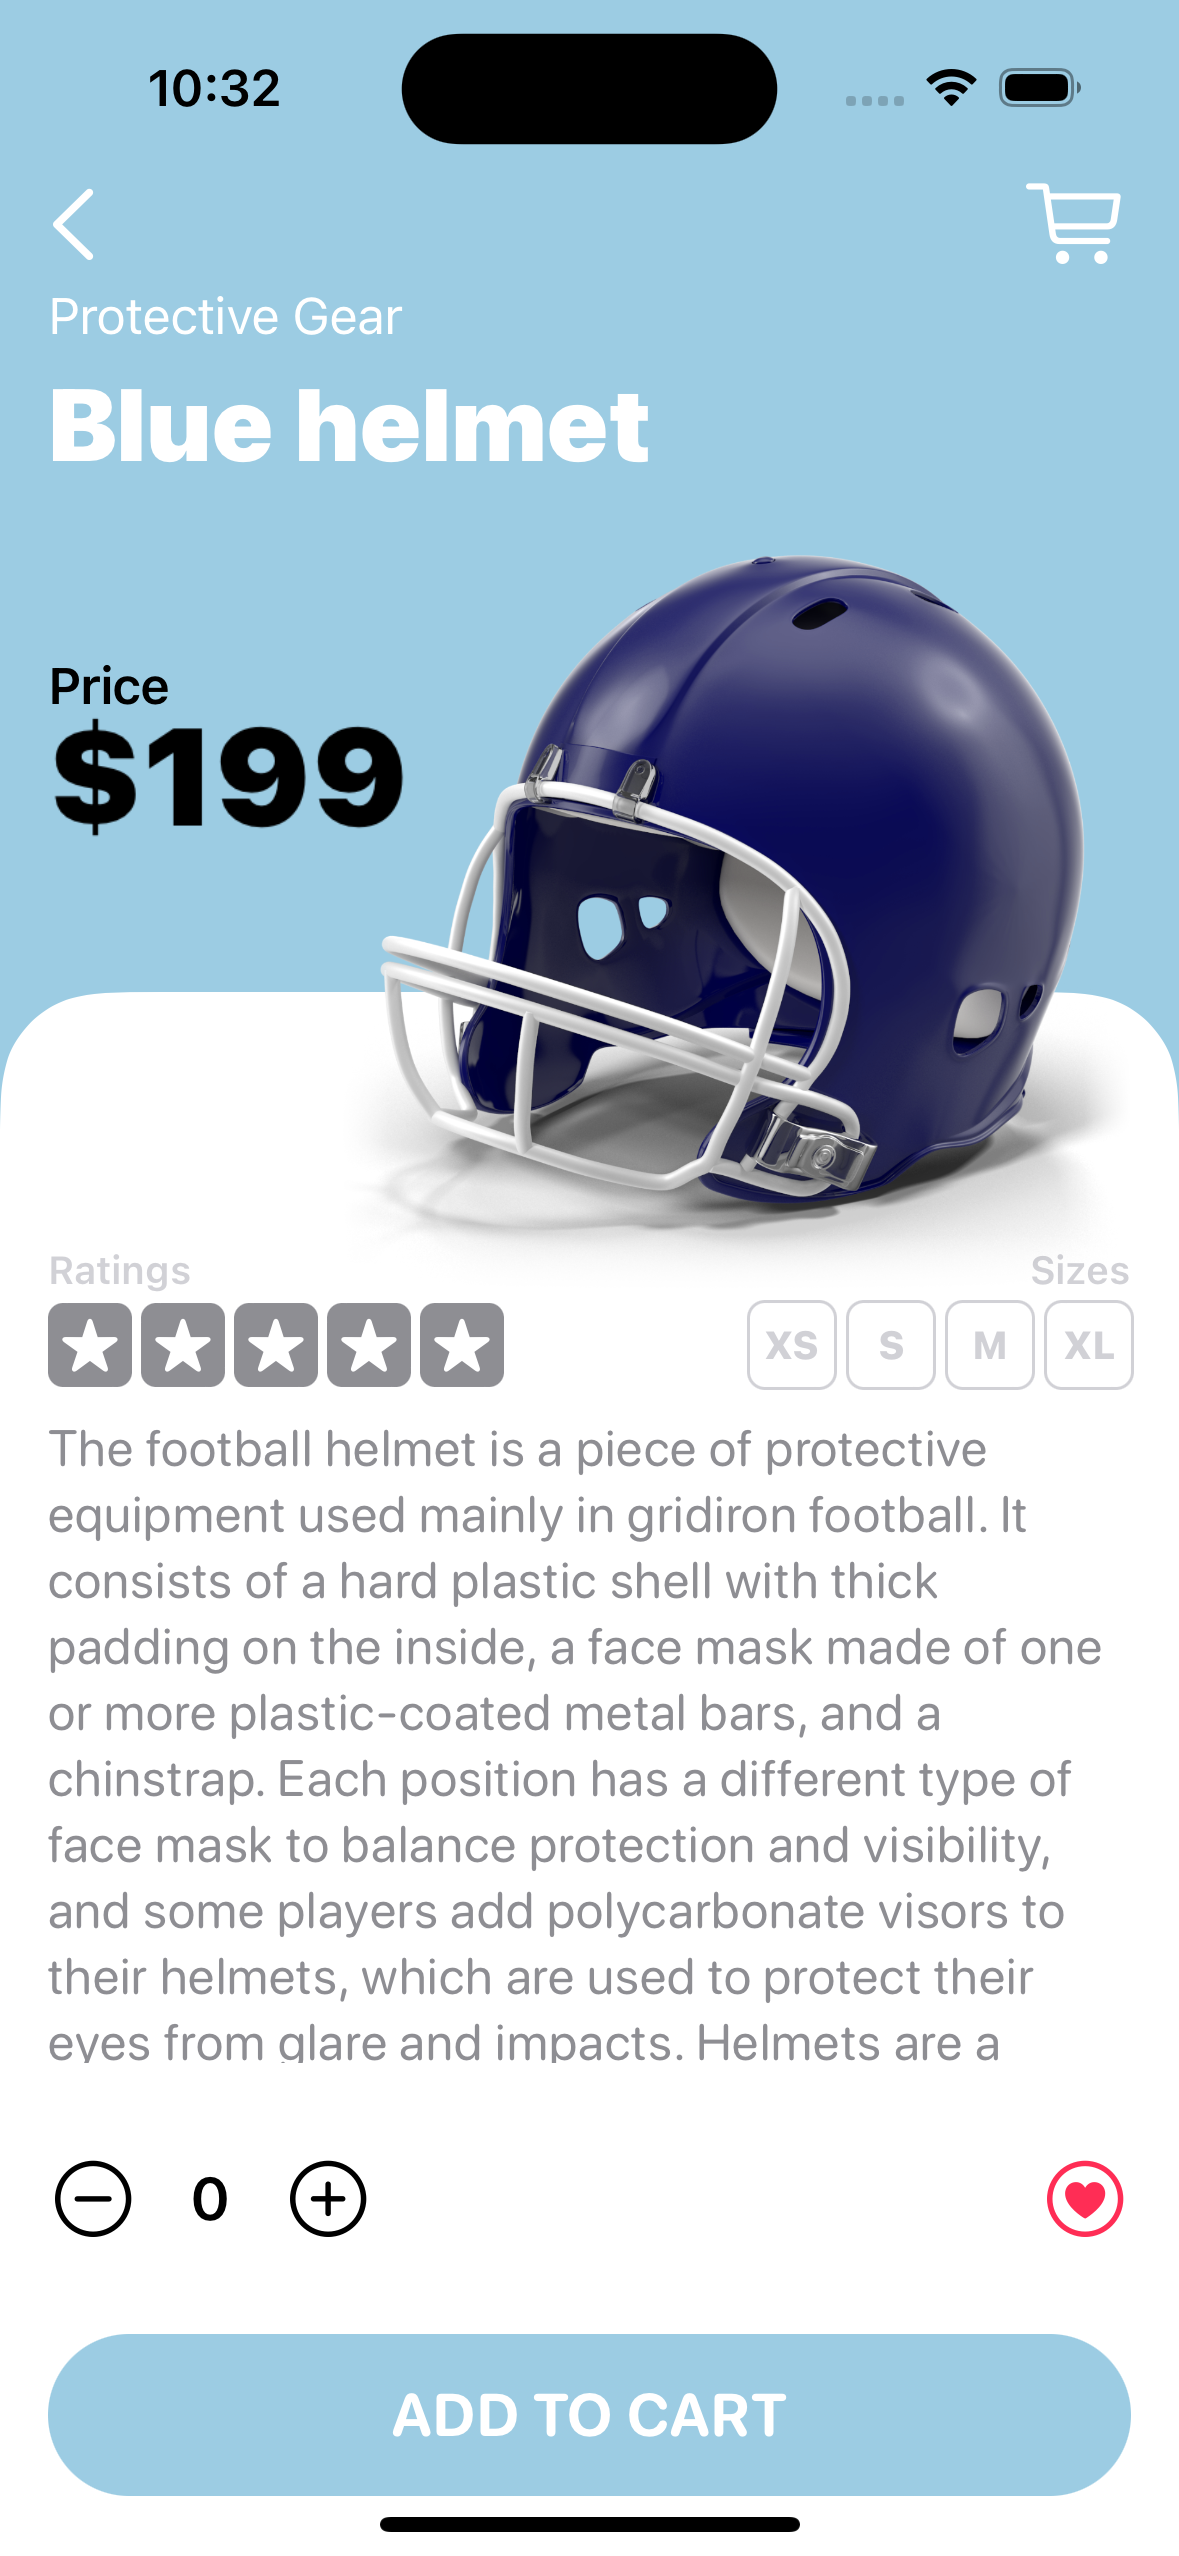 10:32
Protective Gear
Blue helmet
Price
$199
Ratings
Sizes
XS S M XL
The football helmet is a piece of protective
equipment used mainly in gridiron football. It
consists of a hard plastic shell with thick
padding on the inside, a face mask made of one
or more plastic-coated metal bars, and a
chinstrap. Each position has a different type of
face mask to balance protection and visibility,
and some players add polycarbonate visors to
their helmets, which are used to protect their
eyes from glare and impacts. Helmets are a
0
ADD TO CART